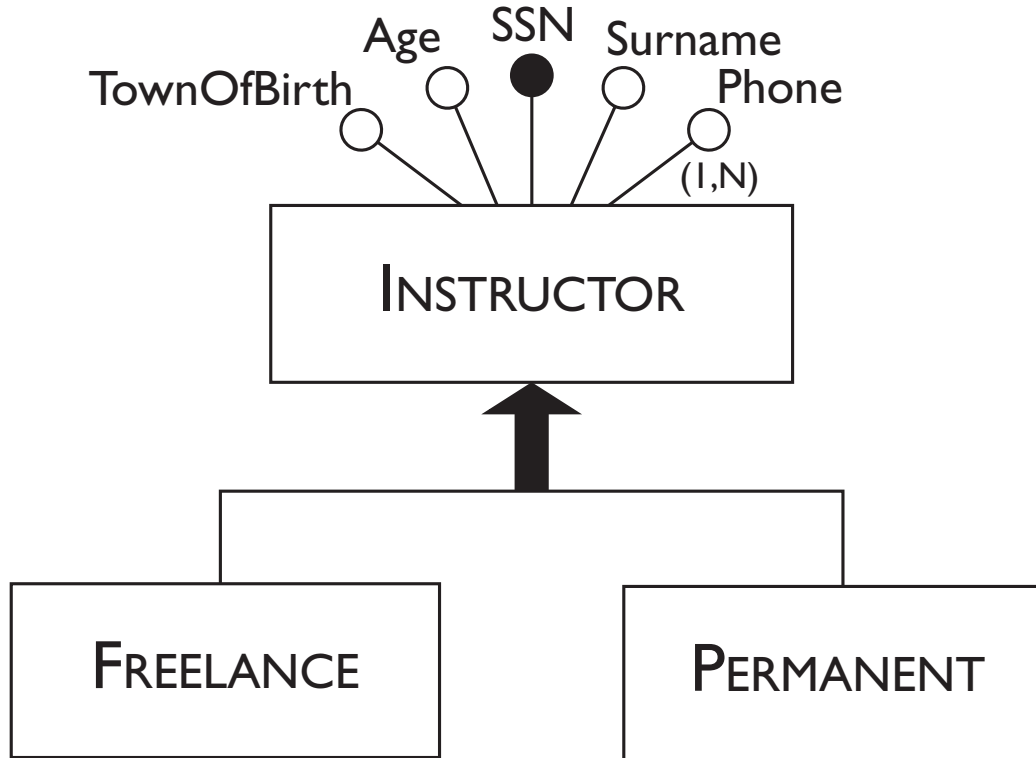 SSN
Age
Surname
TownOfBirth
Phone
(1,N)
INSTRUCTOR
FREELANCE
PERMANENT